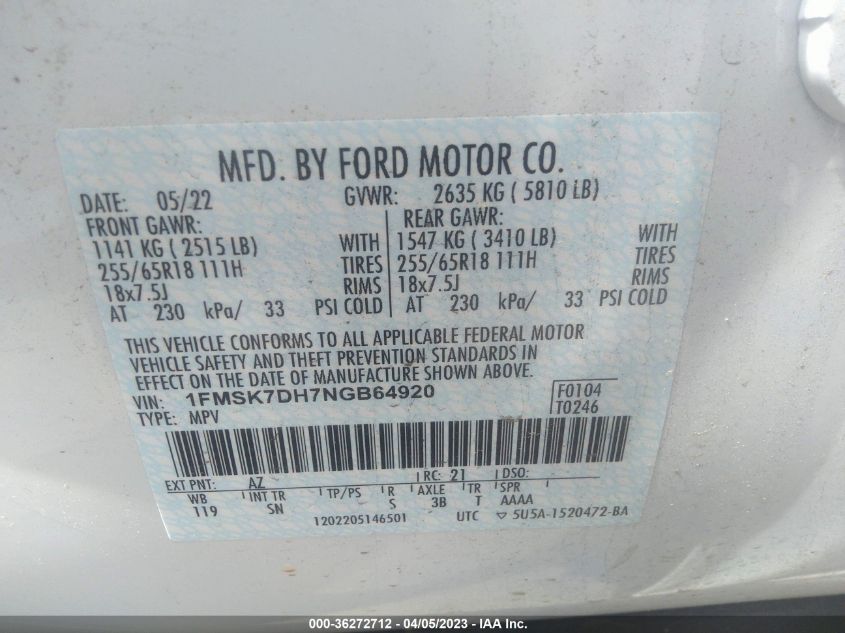 MFD. BY FORD MOTOR CO.
DATE: 05/22 GVWR: 2635 KG ( 5810 LB)
FRONT GAWR: REAR GAWR:
1141 KG ( 2515 LB) WITH 1547 KG ( 3410 LB) WITH
255/65R18 111H TIRES 255/65R18 111H TIRES
18x7.5J RIMS 18x7.5J RIMS
AT 230 kPa/ 33 PSI COLD AT 230 kPa/ 33 PSI COLD
THIS VEHICLE CONFORMS TO ALL APPLICABLE FEDERAL MOTOR
VEHICLE SAFETY AND THEFT PREVENTION STANDARDS IN
EFFECT ON THE DATE OF MANUFACTURE SHOWN ABOVE.
VIN: 1FMSK7DH7NGB64920 F0104
TYPE: MPV T0246
EXT PNT: AZ RC: 21 DSO:
WB INT TR TP/PS R AXLE TR SPR
119 SN S 3B T AAAA
1202205146501 UTC 5U5A-1520472-BA
000-36272712 - 04/05/2023 - IAAI.COM